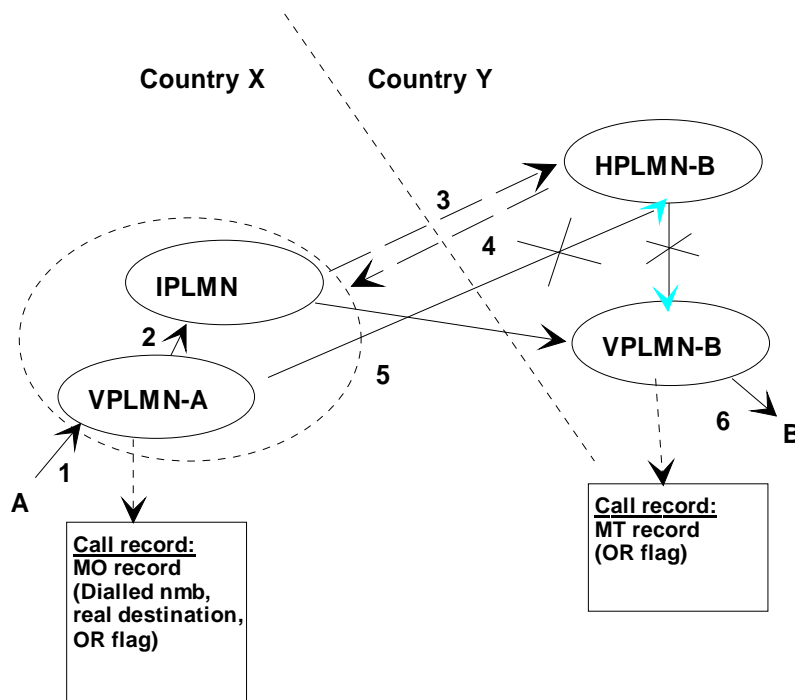 Country X
Country Y
HPLMN-B
3
4
IPLMN
2
VPLMN-B
5
VPLMN-A
6
B
1
A
Call record:
MT record
(OR flag)
Call record:
MO record
(Dialled nmb,
real destination,
OR flag)